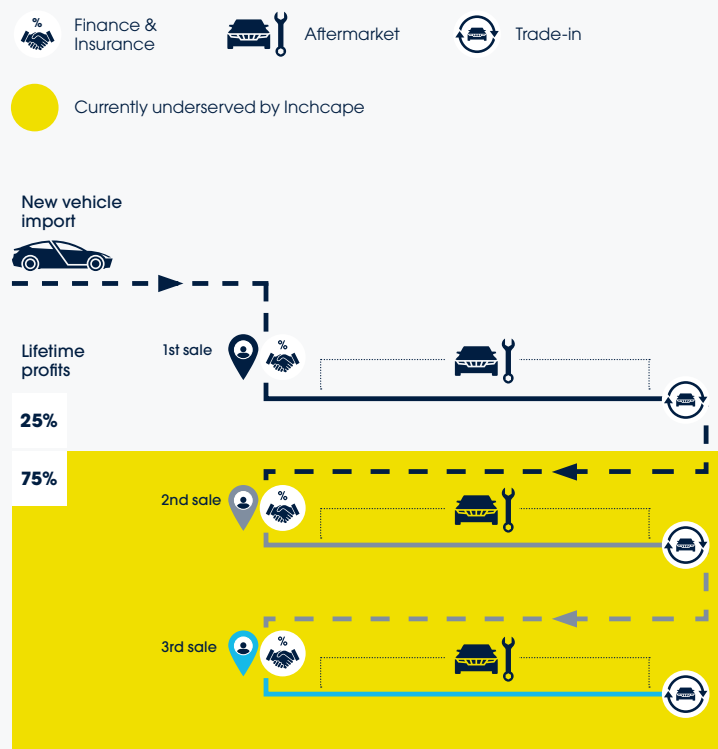 %
Finance &
Insurance
Aftermarket
Trade-in
Currently underserved by Inchcape
New vehicle
import
Lifetime
profits
1st sale
%
25%
75%
2nd sale
%
3rd sale
%